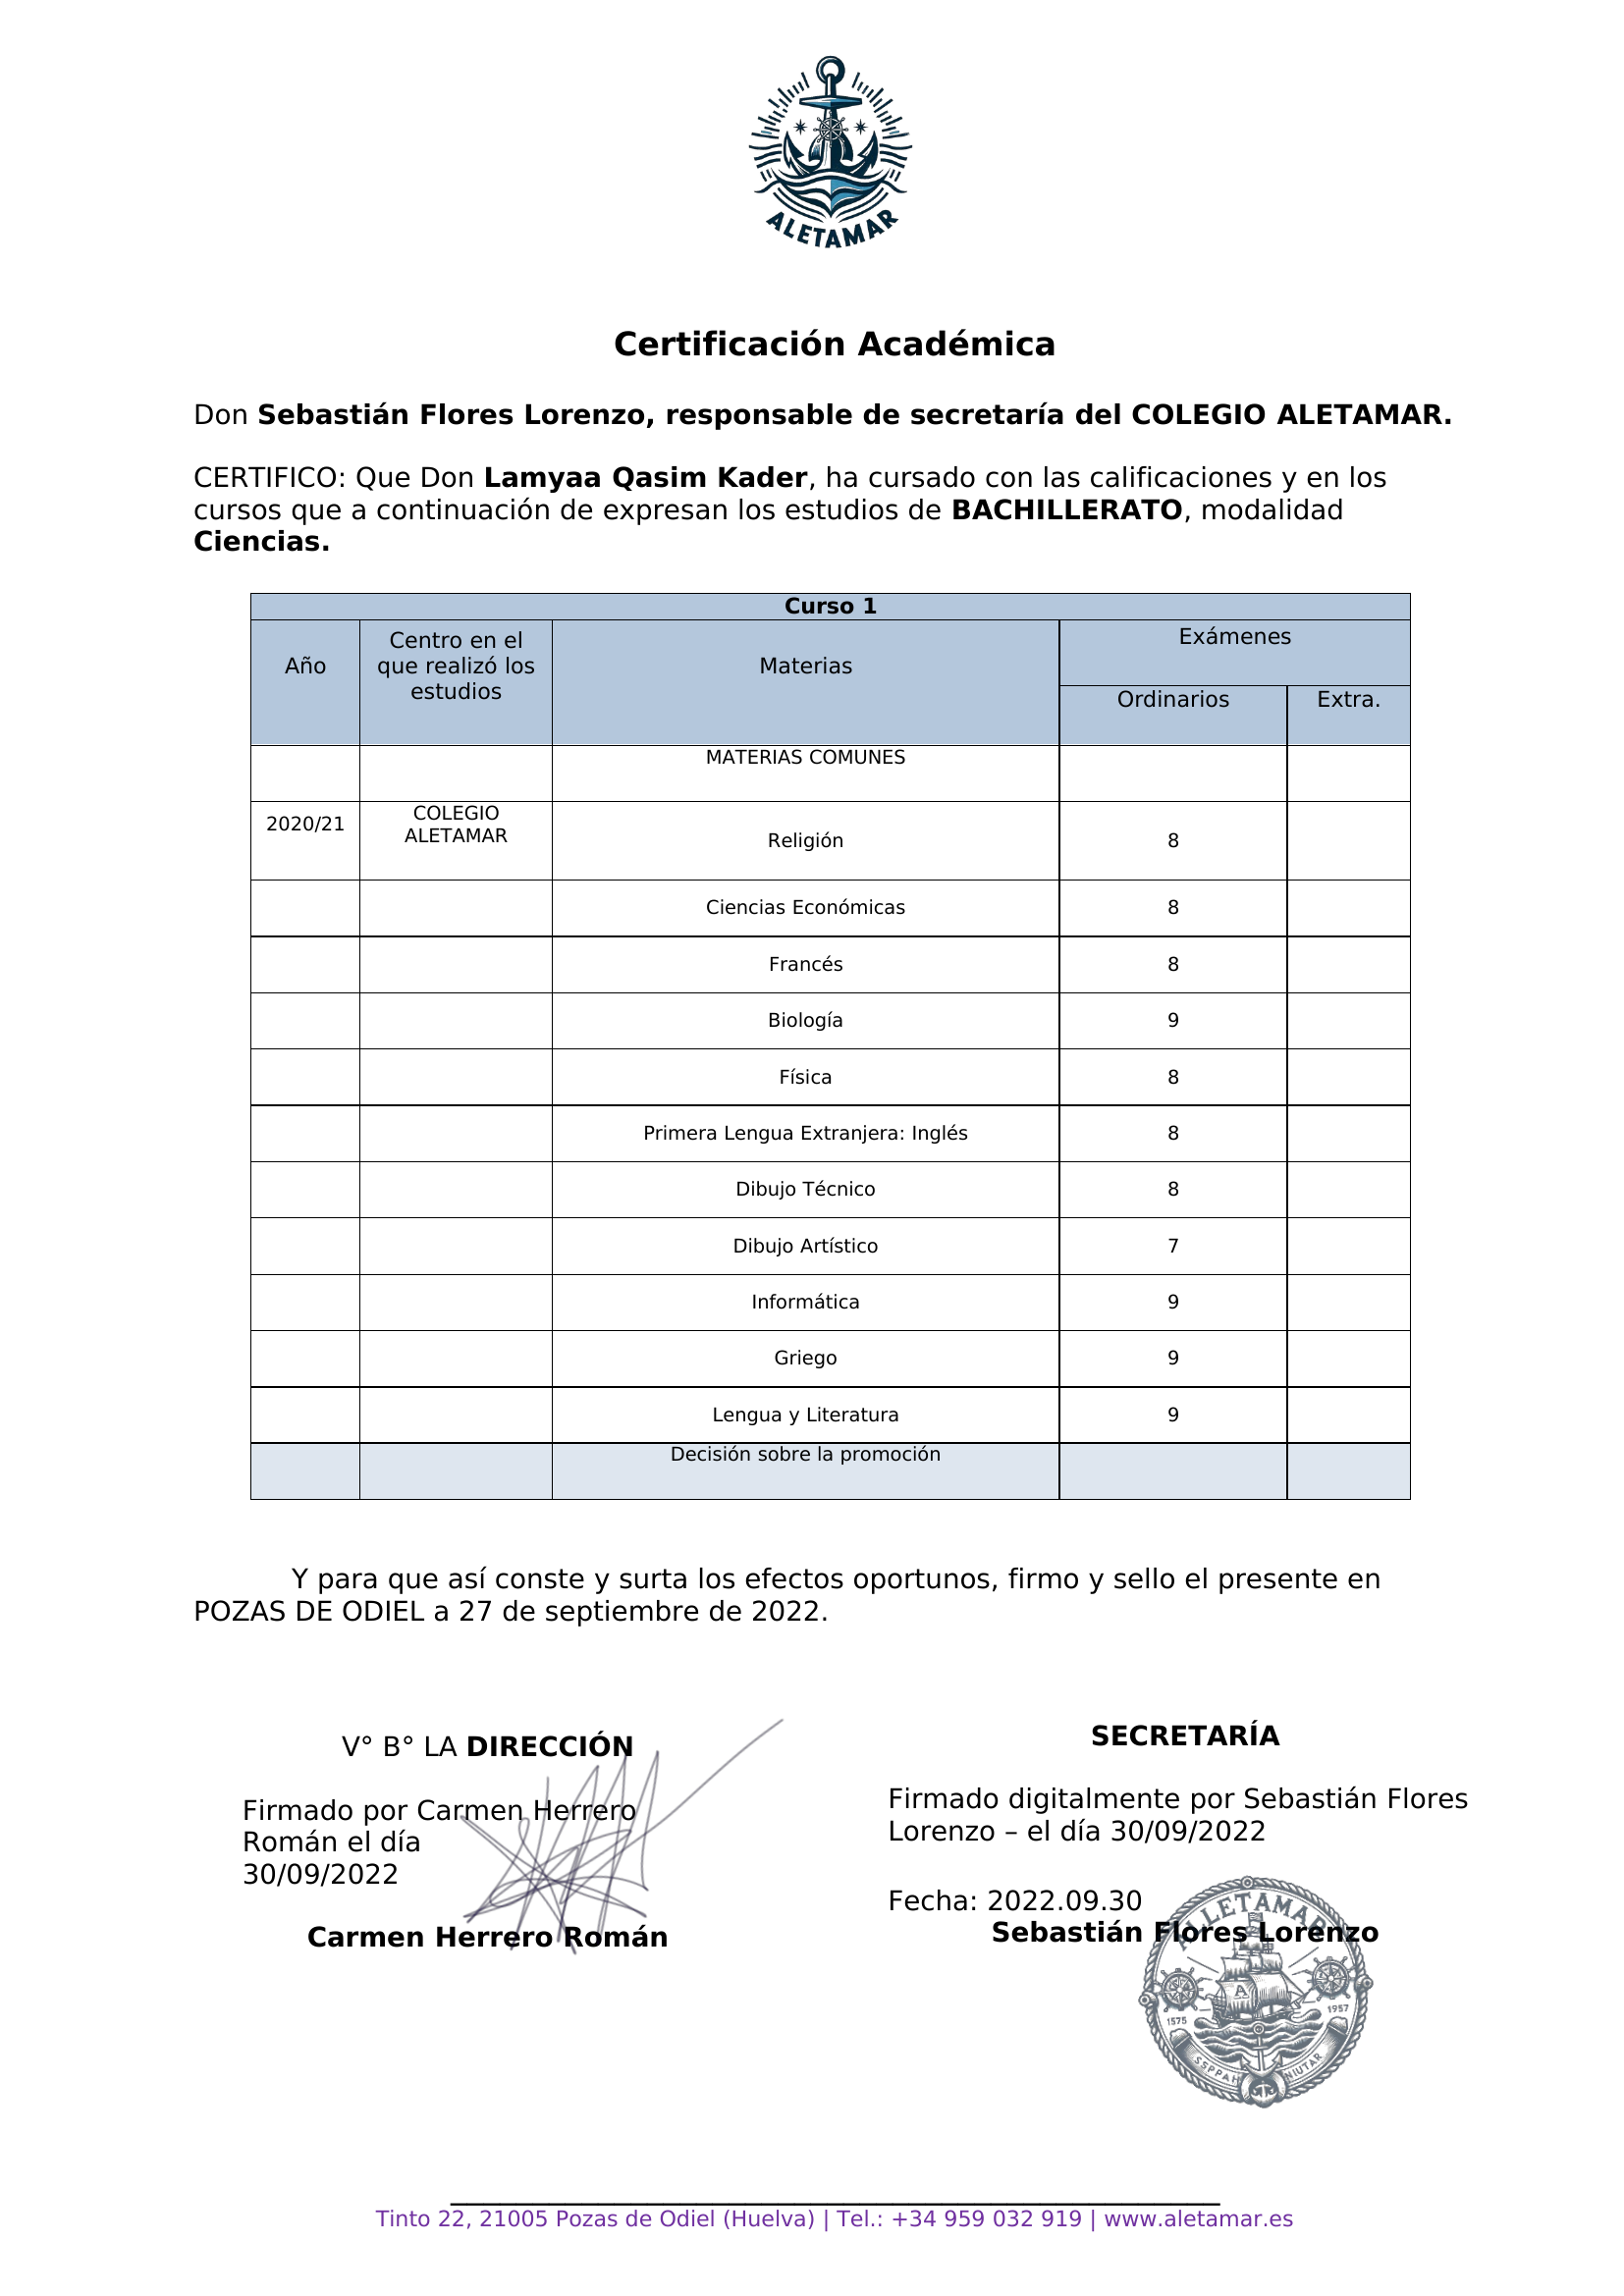 ALETAMAR
Certificación Académica
Don Sebastián Flores Lorenzo, responsable de secretaría del COLEGIO ALETAMAR.
CERTIFICO: Que Don Lamyaa Qasim Kader, ha cursado con las calificaciones y en los
cursos que a continuación de expresan los estudios de BACHILLERATO, modalidad
Ciencias.
Curso 1
Año
Centro en el
que realizó los
estudios
Materias
Exámenes
Ordinarios
Extra.
MATERIAS COMUNES
2020/21
COLEGIO
ALETAMAR
Religión 8
Ciencias Económicas 8
Francés 8
Biología 9
Física 8
Primera Lengua Extranjera: Inglés 8
Dibujo Técnico 8
Dibujo Artístico 7
Informática 9
Griego 9
Lengua y Literatura 9
Decisión sobre la promoción
Y para que así conste y surta los efectos oportunos, firmo y sello el presente en
POZAS DE ODIEL a 27 de septiembre de 2022.
V° B° LA DIRECCIÓN
Firmado por Carmen Herrero
Román el día
30/09/2022
Carmen Herrero Román
SECRETARÍA
Firmado digitalmente por Sebastián Flores
Lorenzo – el día 30/09/2022
Fecha: 2022.09.30
Sebastián Flores Lorenzo
ALLETAMAR
A
1575
1957
SSPPAH NIUTAR
Tinto 22, 21005 Pozas de Odiel (Huelva) | Tel.: +34 959 032 919 | www.aletamar.es